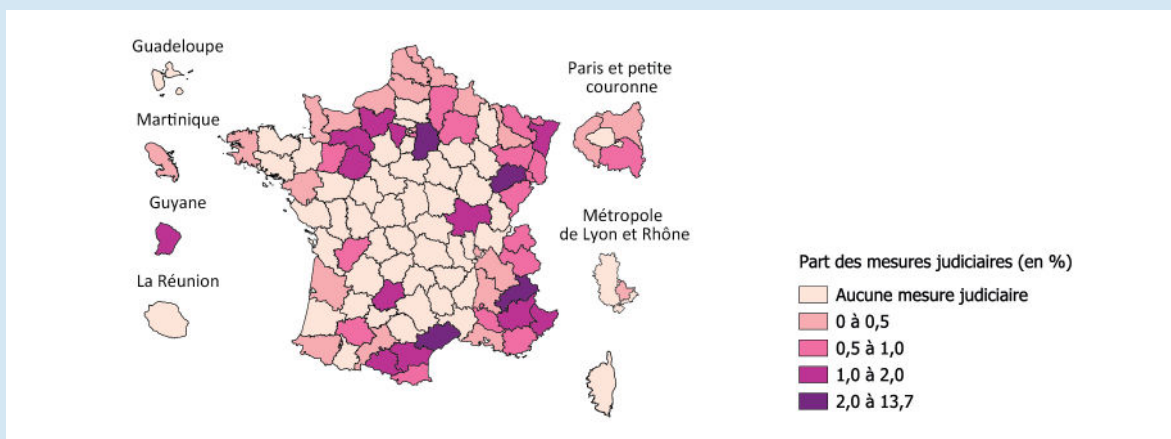 Guadeloupe
Martinique
Guyane
La Réunion
Paris et petite
couronne
Métropole
de Lyon et Rhône
Part des mesures judiciaires (en %)
Aucune mesure judiciaire
0 à 0,5
0,5 à 1,0
1,0 à 2,0
2,0 à 13,7